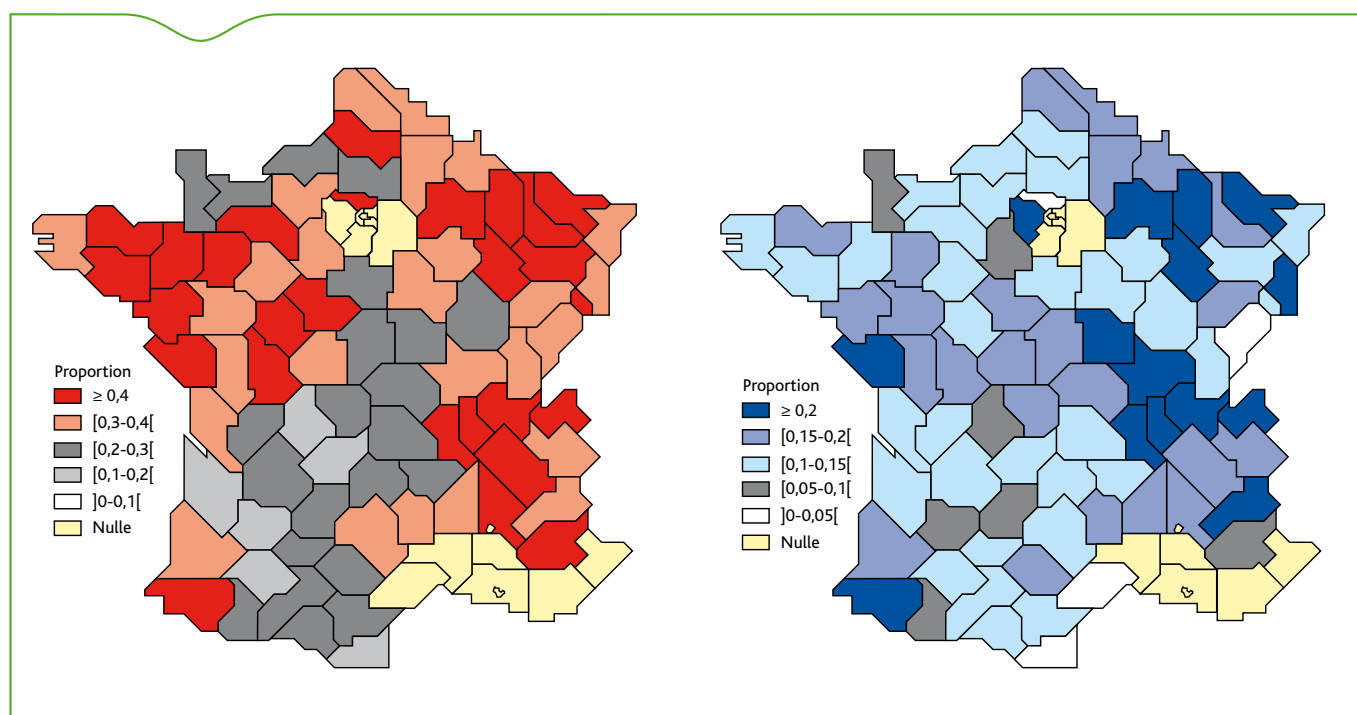 Proportion
≥ 0,4
[0,3-0,4[
[0,2-0,3[
[0,1-0,2[
]0-0,1[
Nulle
Proportion
≥ 0,2
[0,15-0,2[
[0,1-0,15[
[0,05-0,1[
]0-0,05[
Nulle